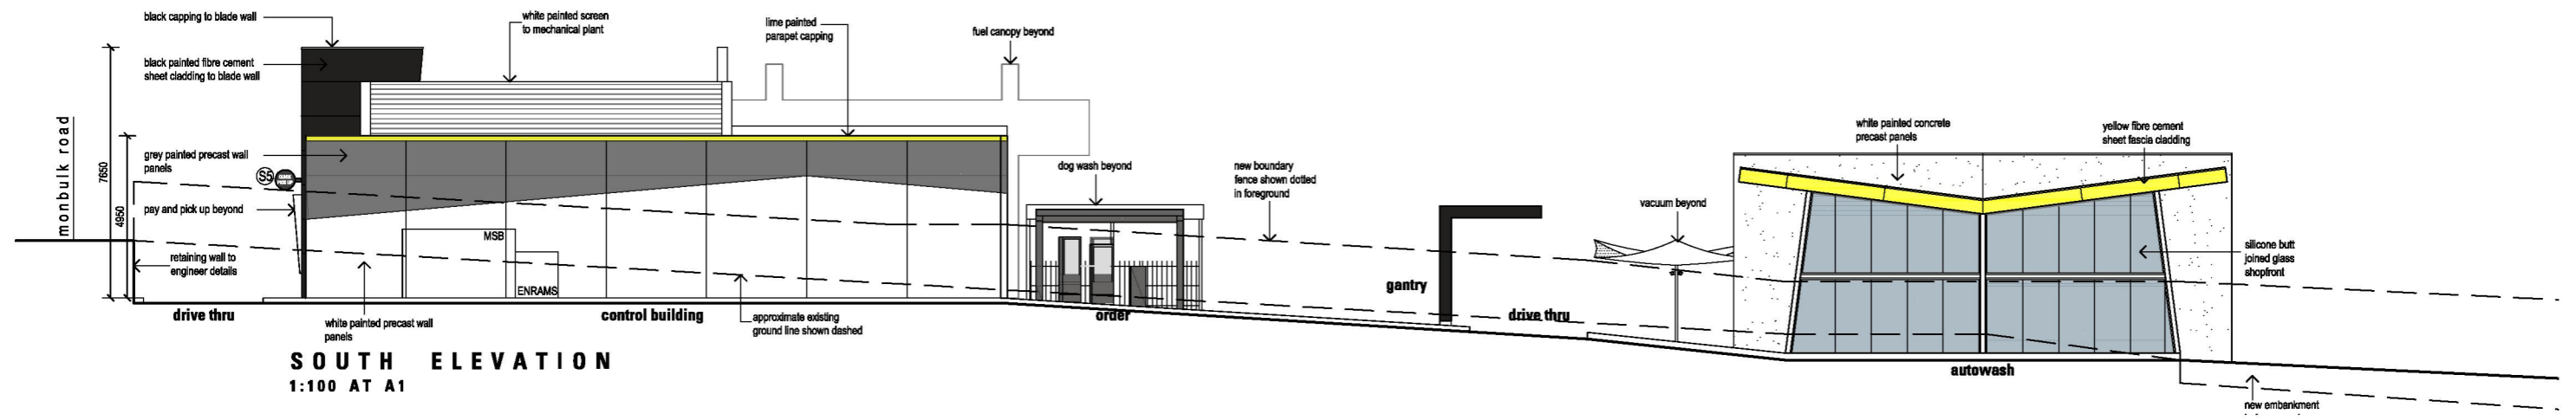 black capping to blade wall
white painted screen
to mechanical plant
lime painted
parapet capping
fuel canopy beyond
black painted fibre cement
sheet cladding to blade wall
monbulk road
7650
4950
grey painted precast wall
panels
S5
pay and pick up beyond
retaining wall to
engineer details
MSB
ENRAMS
dog wash beyond
new boundary
fence shown dotted
in foreground
white painted concrete
precast panels
yellow fibre cement
sheet fascia cladding
vacuum beyond
silicone butt
joined glass
shopfront
gantry
drive thru
white painted precast wall
panels
control building
approximate existing
ground line shown dashed
order
drive thru
autowash
new embankment
SOUTH ELEVATION
1:100 AT A1